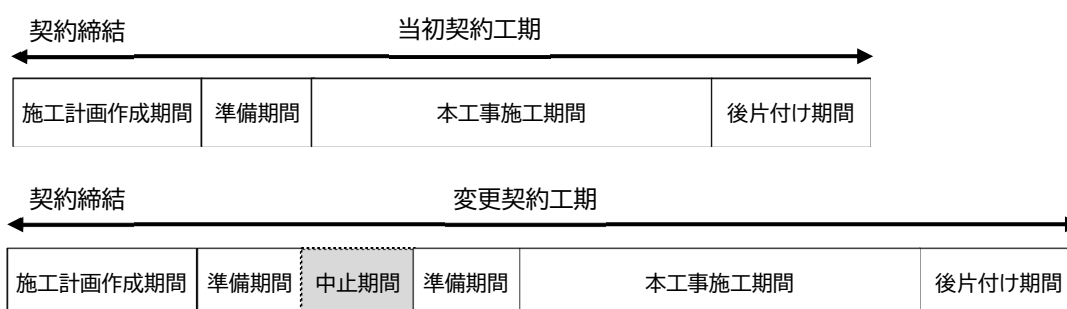 契約締結 当初契約工期
施工計画作成期間 準備期間 本工事施工期間 後片付け期間
契約締結 変更契約工期
施工計画作成期間 準備期間 中止期間 準備期間 本工事施工期間 後片付け期間